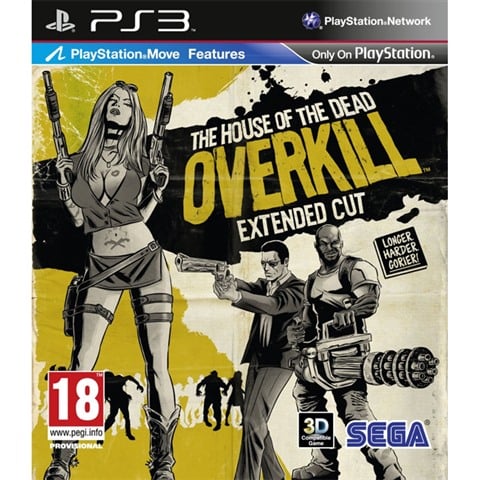 PS3
PlayStation®Network
PlayStation®Move Features
Only On PlayStation®
THE HOUSE OF THE DEAD
OVERKILL™
EXTENDED CUT
LONGER
HARDER
GORIER!
18
www.pegi.info
PROVISIONAL
3D
Compatible
Game
SEGA